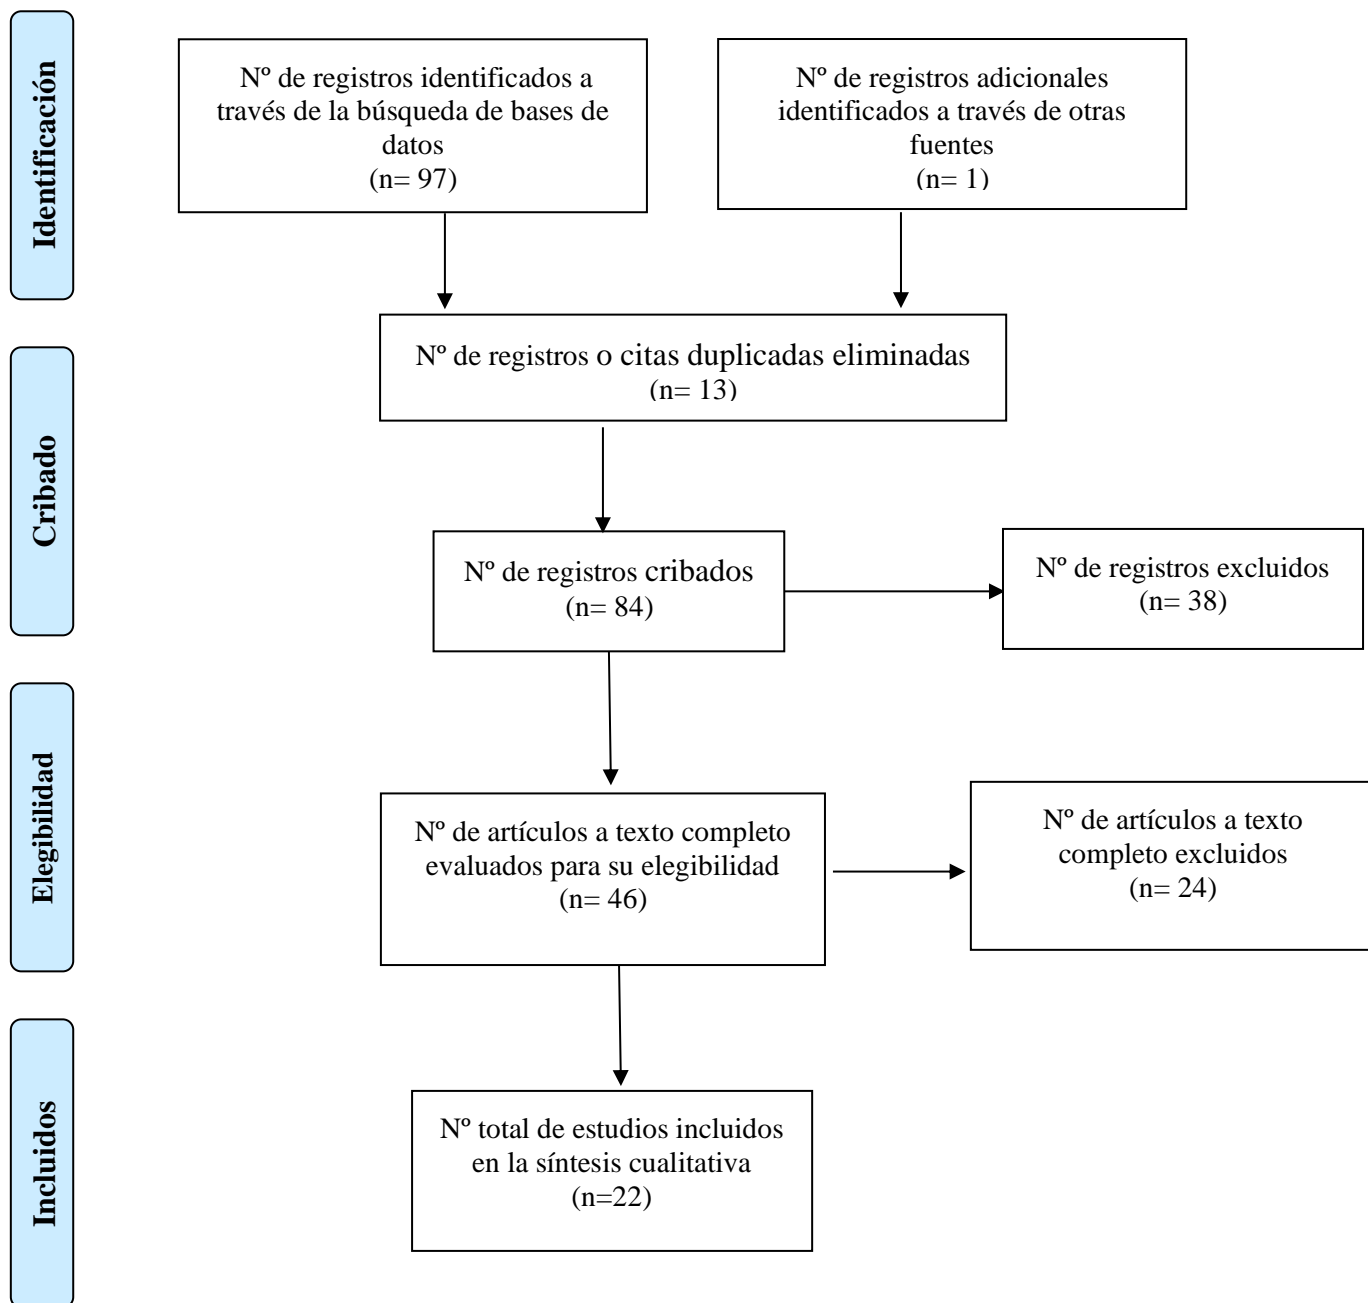 Identificación
Nº de registros identificados a
través de la búsqueda de bases de
datos
(n= 97)
Nº de registros adicionales
identificados a través de otras
fuentes
(n= 1)
Cribado
Nº de registros o citas duplicadas eliminadas
(n= 13)
Nº de registros cribados
(n= 84)
Nº de registros excluidos
(n= 38)
Elegibilidad
Nº de artículos a texto completo
evaluados para su elegibilidad
(n= 46)
Nº de artículos a texto
completo excluidos
(n= 24)
Incluidos
Nº total de estudios incluidos
en la síntesis cualitativa
(n=22)